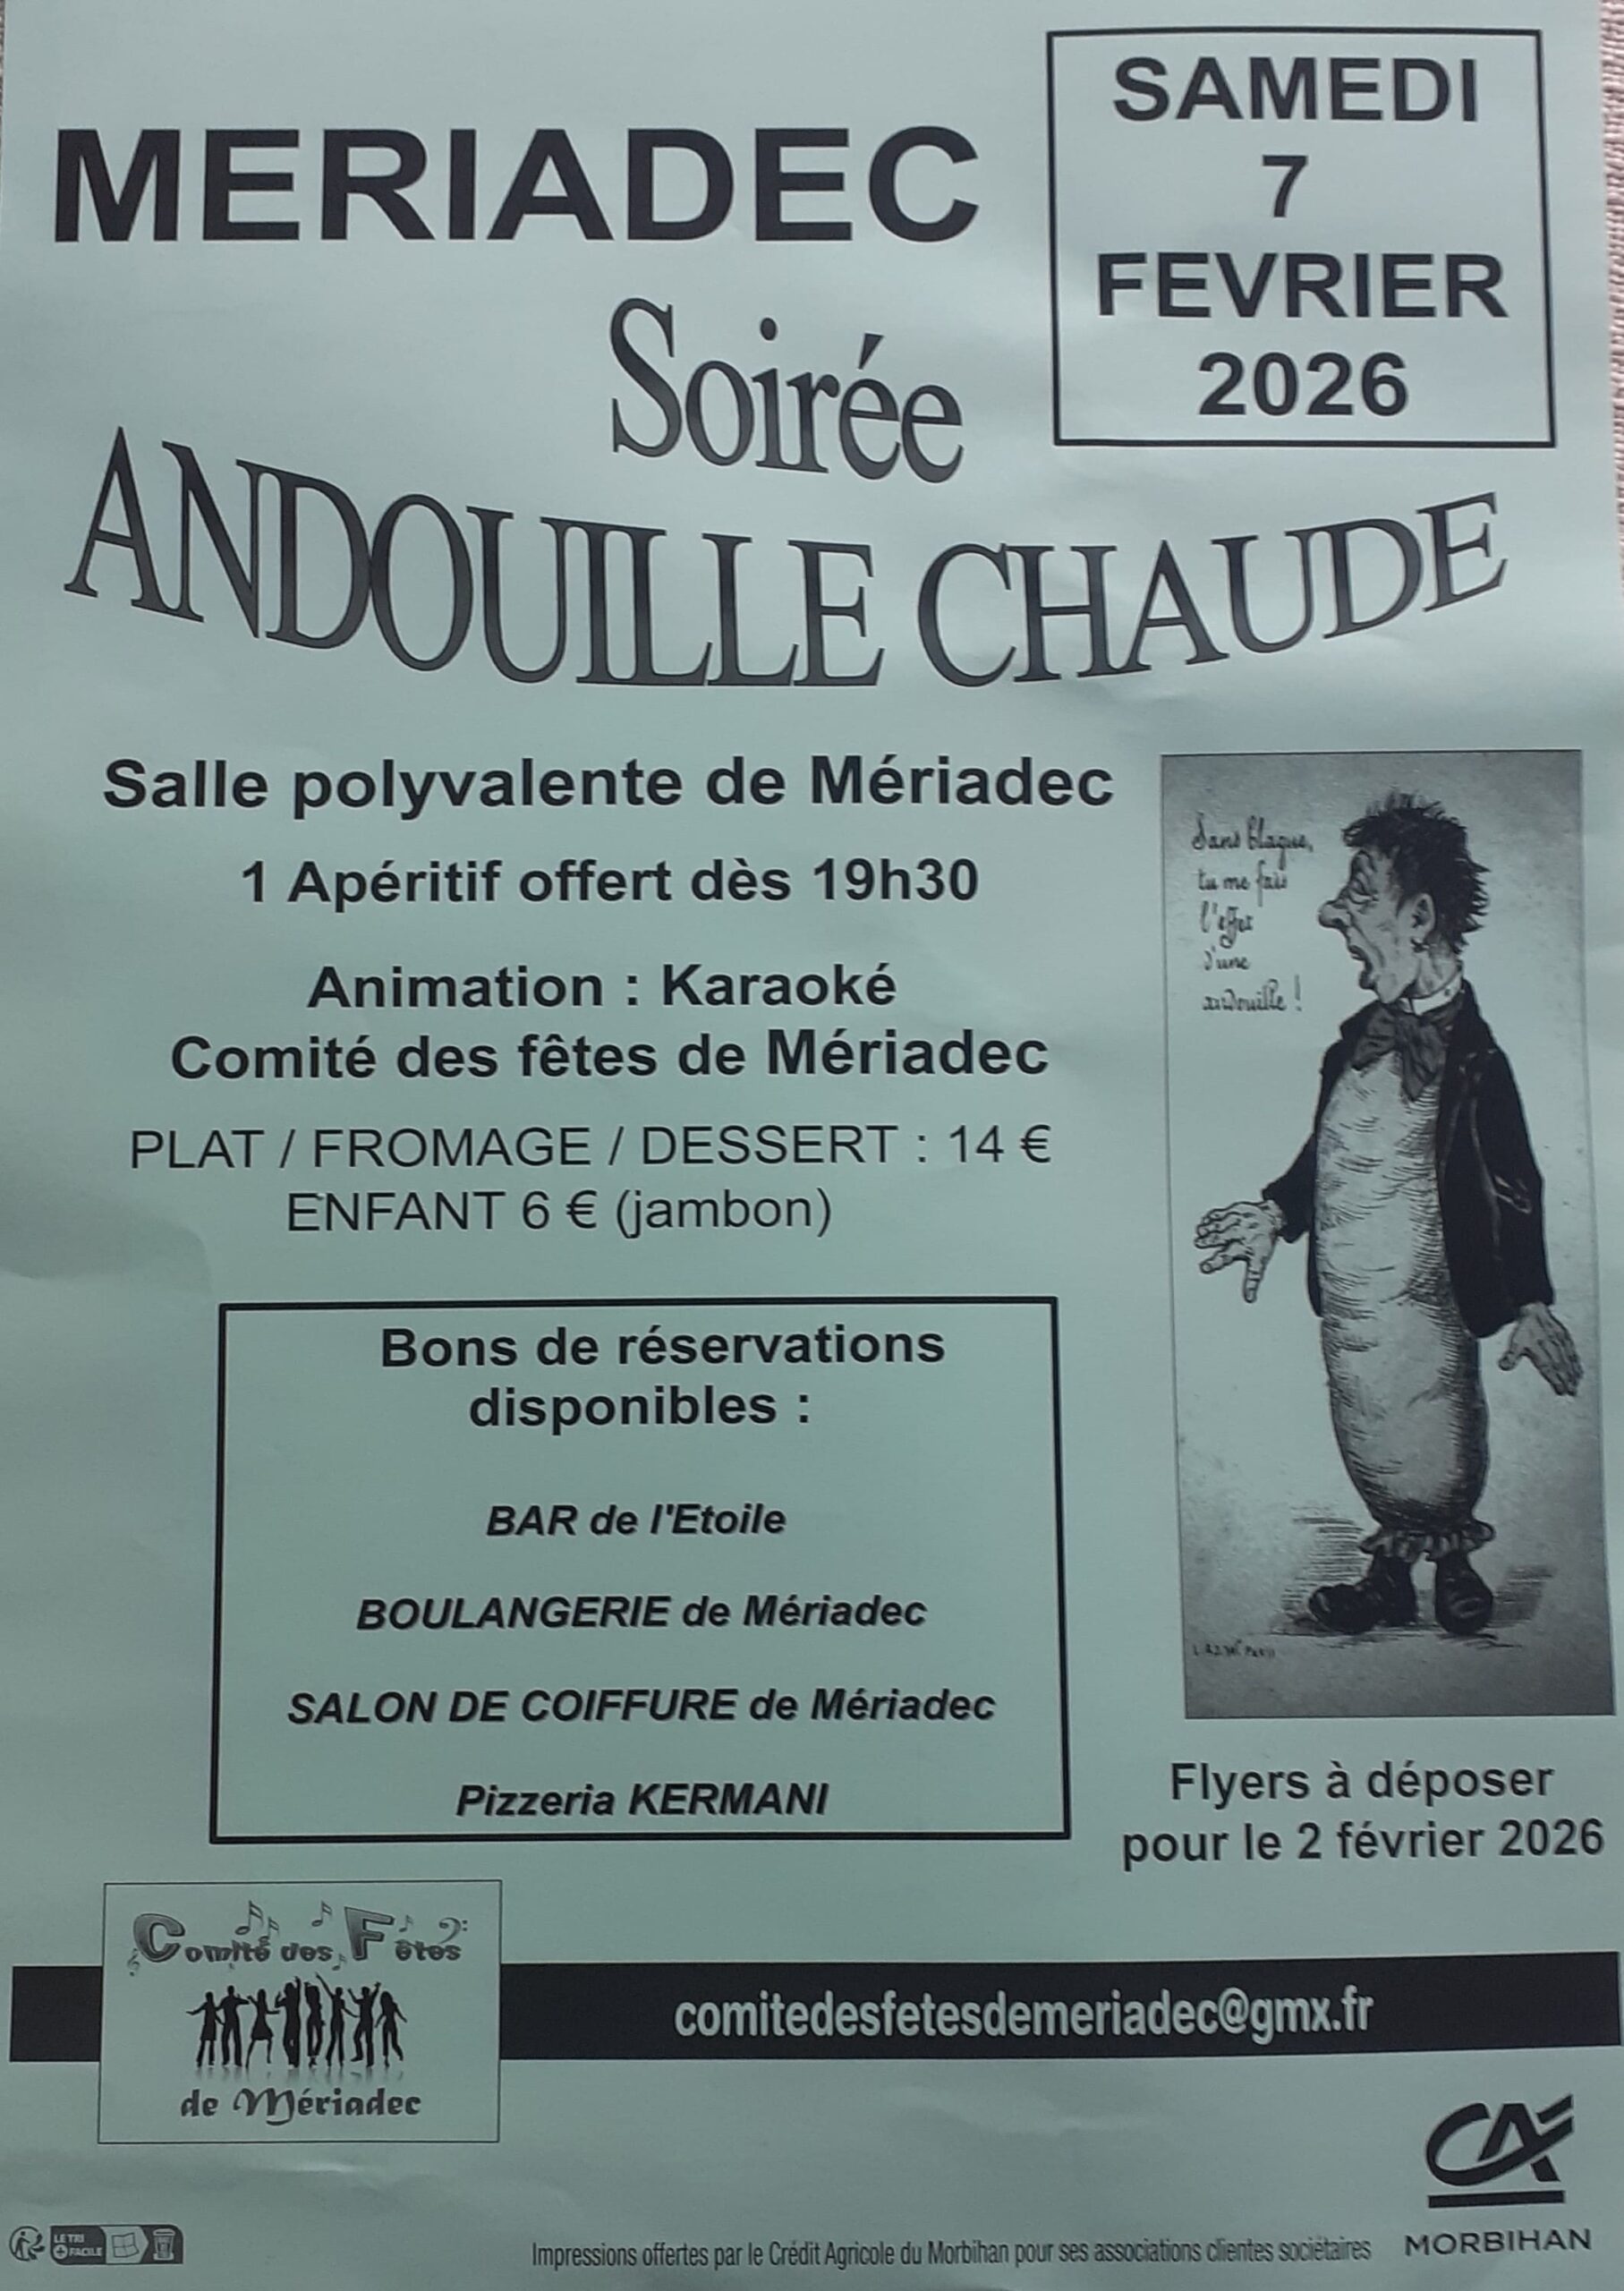 MERIADEC
SAMEDI
7
FEVRIER
2026
Soirée
ANDOUILLE CHAUDE
Salle polyvalente de Mériadec
1 Apéritif offert dès 19h30
Animation : Karaoké
Comité des fêtes de Mériadec
PLAT / FROMAGE / DESSERT : 14 €
ENFANT 6 € (jambon)
Sans blague,
tu me fais
l'effet
d'une
andouille !
Bons de réservations
disponibles :
BAR de l'Etoile
BOULANGERIE de Mériadec
SALON DE COIFFURE de Mériadec
Pizzeria KERMANI
Flyers à déposer
pour le 2 février 2026
Comité des Fêtes
de Mériadec
comitedesfetesdemeriadec@gmx.fr
CA
MORBIHAN
LE TRI
+ FACILE
Impressions offertes par le Crédit Agricole du Morbihan pour ses associations clientes sociétaires